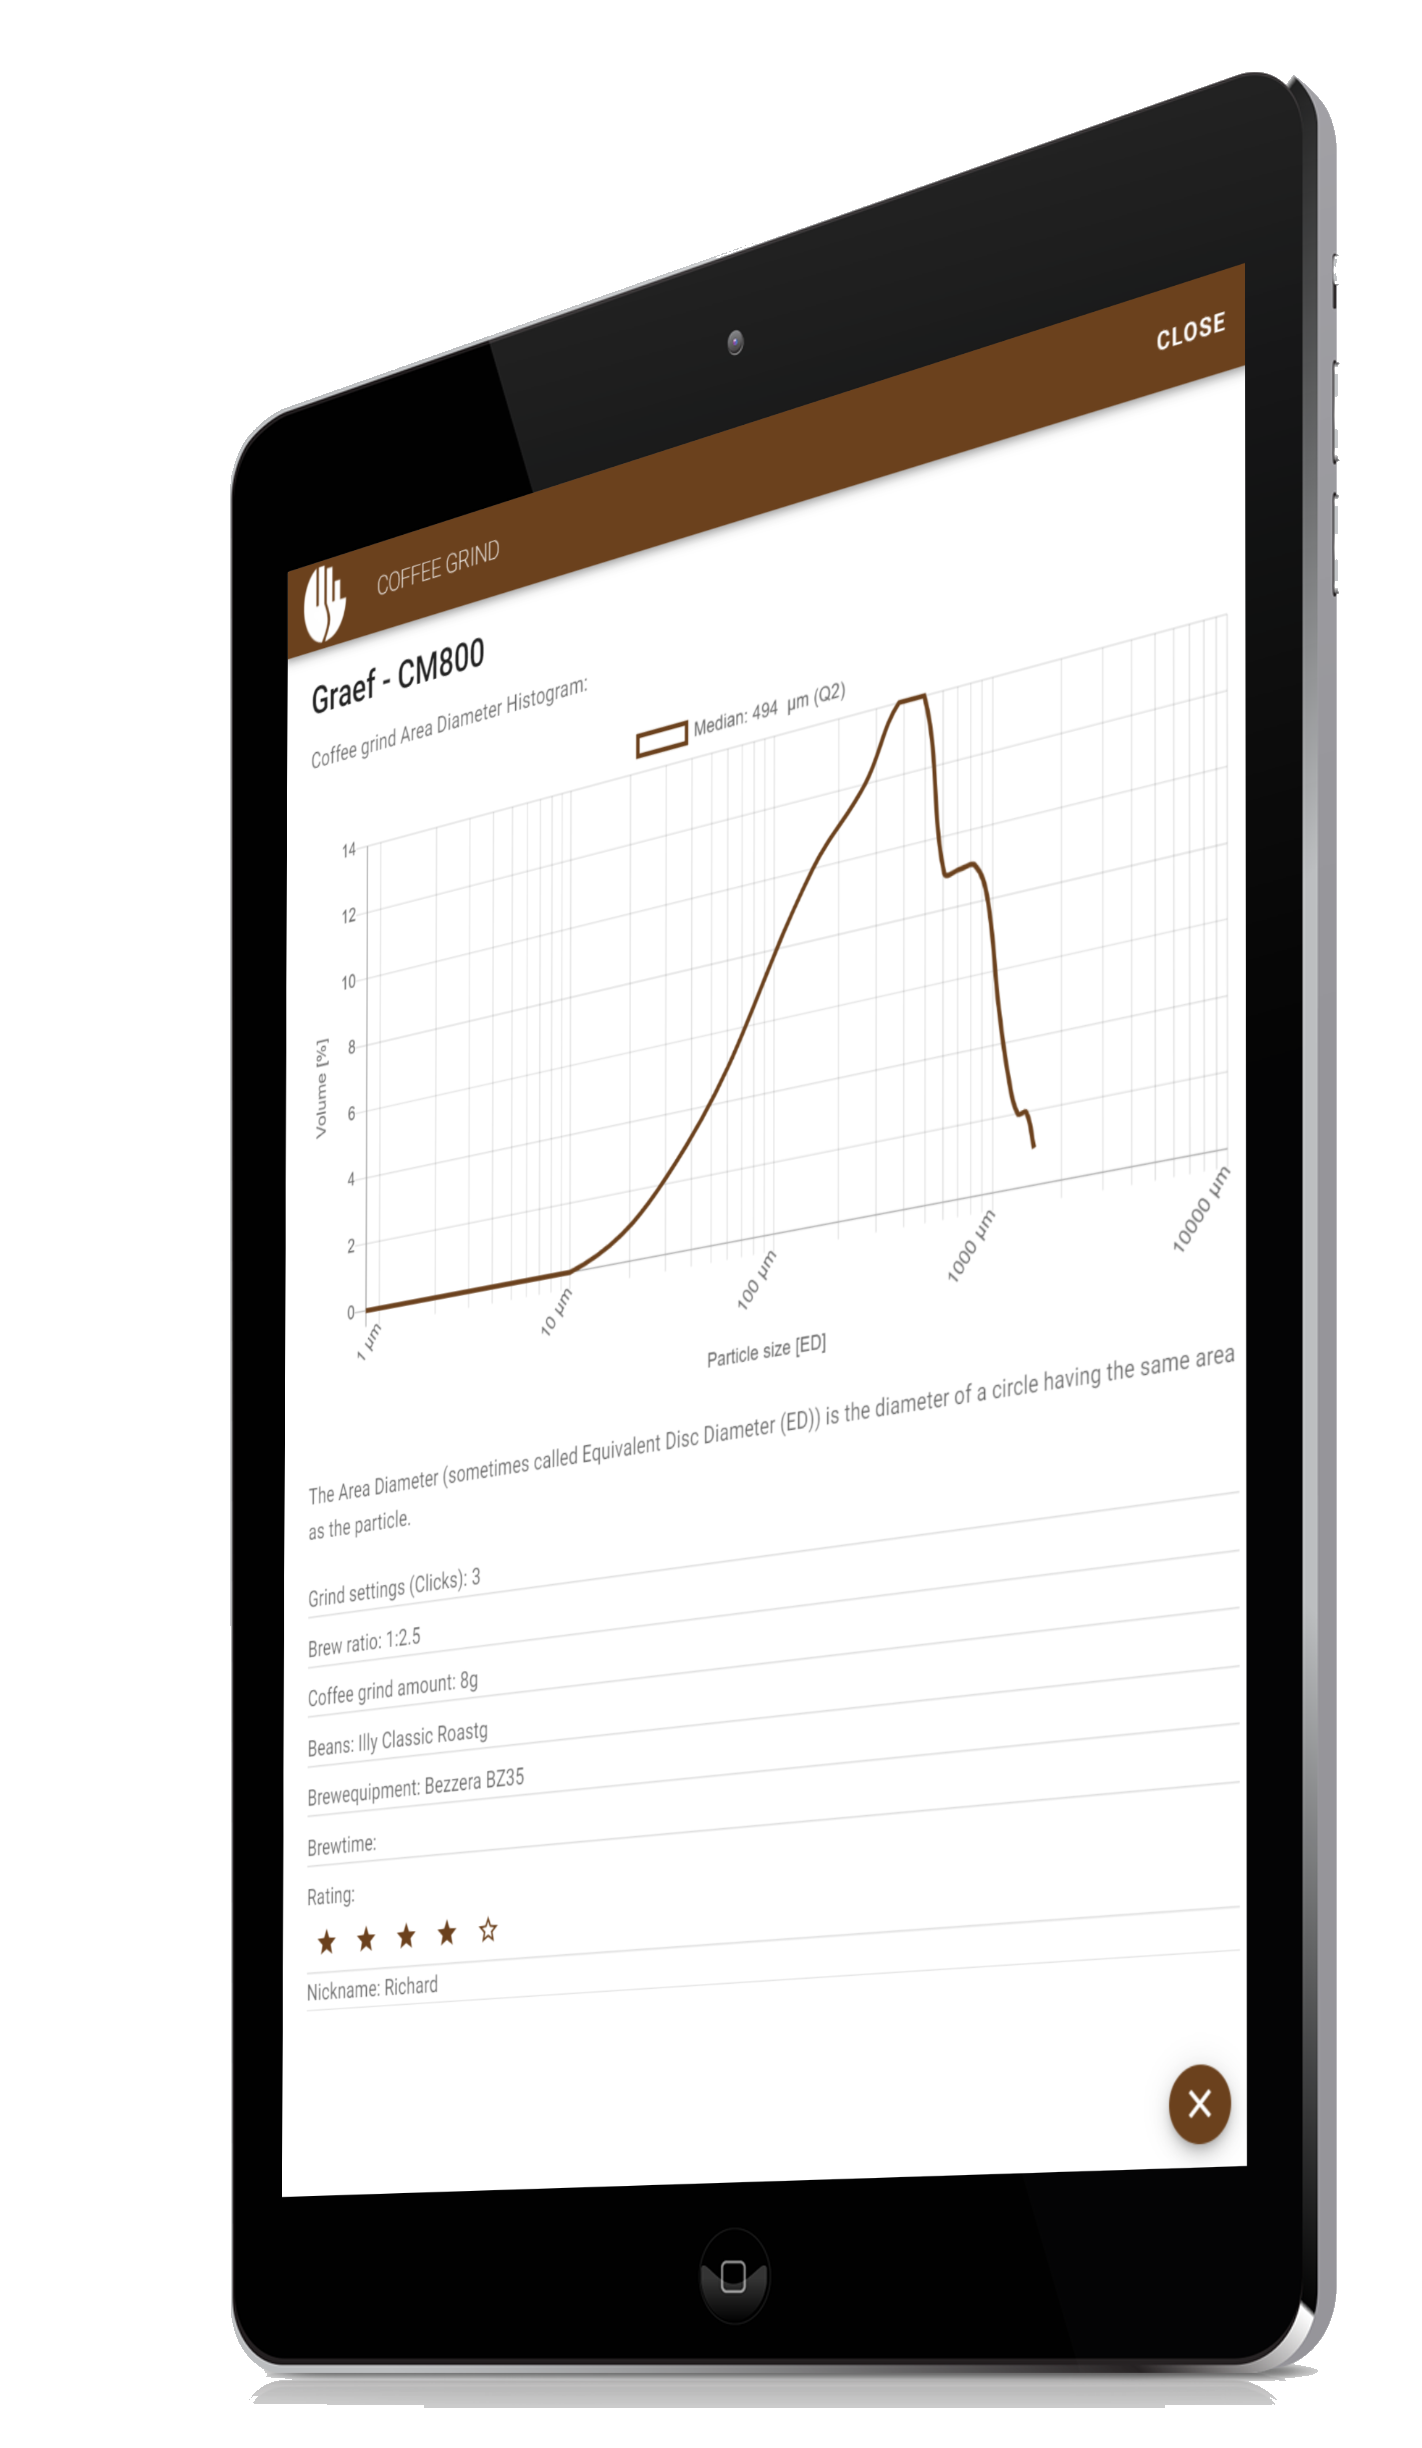 CLOSE
COFFEE GRIND
Graef - CM800
Coffee grind Area Diameter Histogram:
Median: 494 µm (Q2)
14
12
10
8
6
4
2
0
Volume [%]
1 µm
10 µm
100 µm
1000 µm
10000 µm
Particle size [ED]
The Area Diameter (sometimes called Equivalent Disc Diameter (ED)) is the diameter of a circle having the same area
as the particle.
Grind settings (Clicks): 3
Brew ratio: 1:2.5
Coffee grind amount: 8g
Beans: Illy Classic Roastg
Brewequipment: Bezzera BZ35
Brewtime:
Rating:
Nickname: Richard